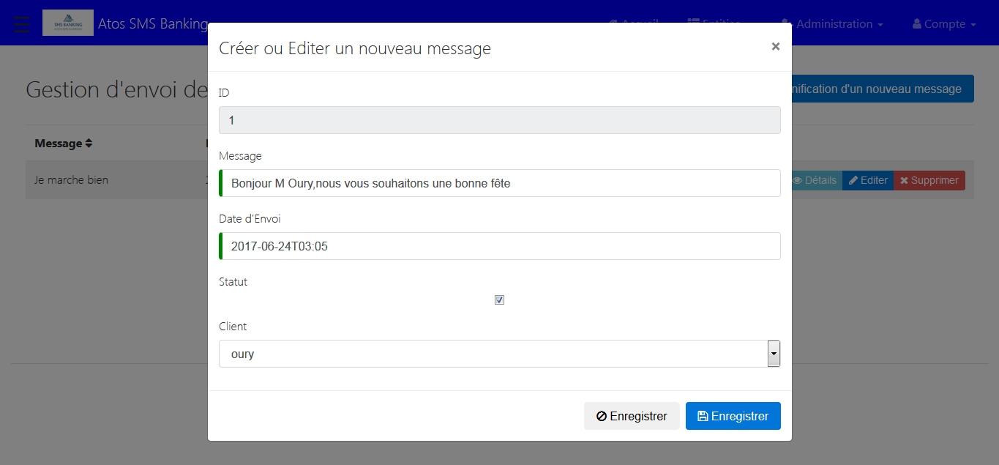 SMS BANKING
Atos SMS Banking
Accueil
Entities
Administration
Compte
Créer ou Editer un nouveau message
×
Gestion d'envoi de
nification d'un nouveau message
ID
1
Message
Message
Bonjour M Oury,nous vous souhaitons une bonne fête
Je marche bien
Détails
Editer
Supprimer
Date d'Envoi
2017-06-24T03:05
Statut
Client
oury
Enregistrer
Enregistrer